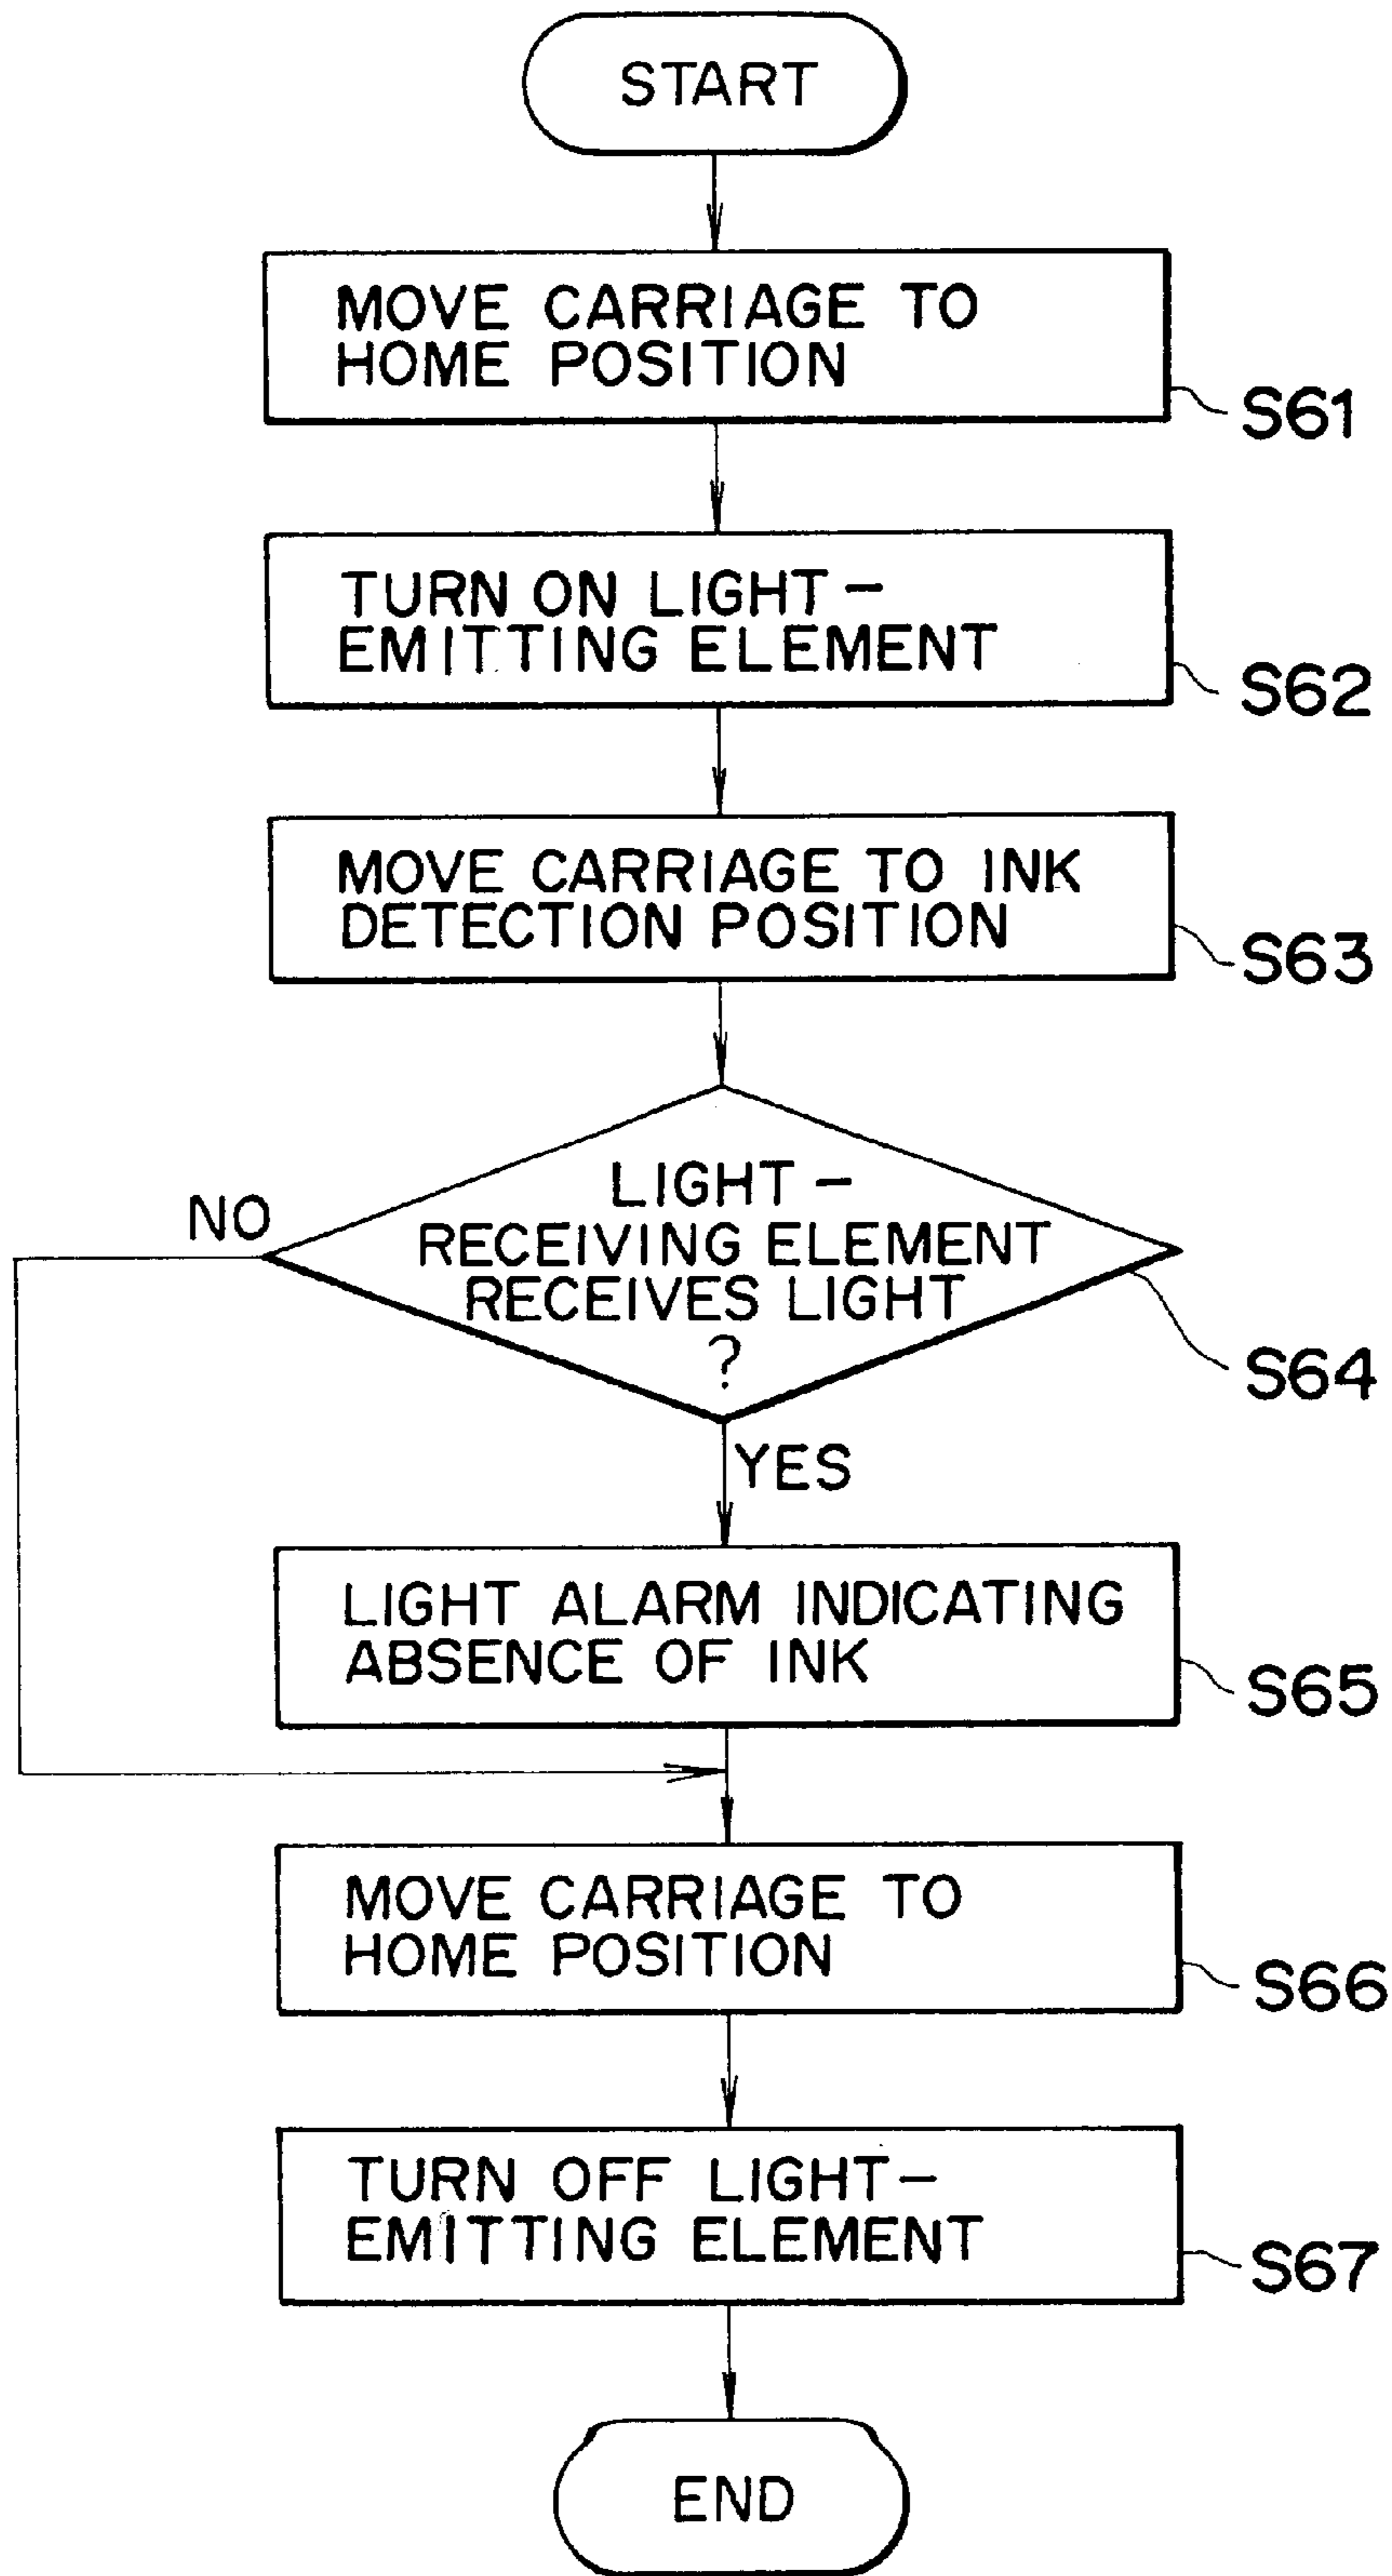 START
MOVE CARRIAGE TO
HOME POSITION
S61
TURN ON LIGHT-
EMITTING ELEMENT
S62
MOVE CARRIAGE TO INK
DETECTION POSITION
S63
NO
LIGHT-
RECEIVING ELEMENT
RECEIVES LIGHT
?
S64
YES
LIGHT ALARM INDICATING
ABSENCE OF INK
S65
MOVE CARRIAGE TO
HOME POSITION
S66
TURN OFF LIGHT-
EMITTING ELEMENT
S67
END